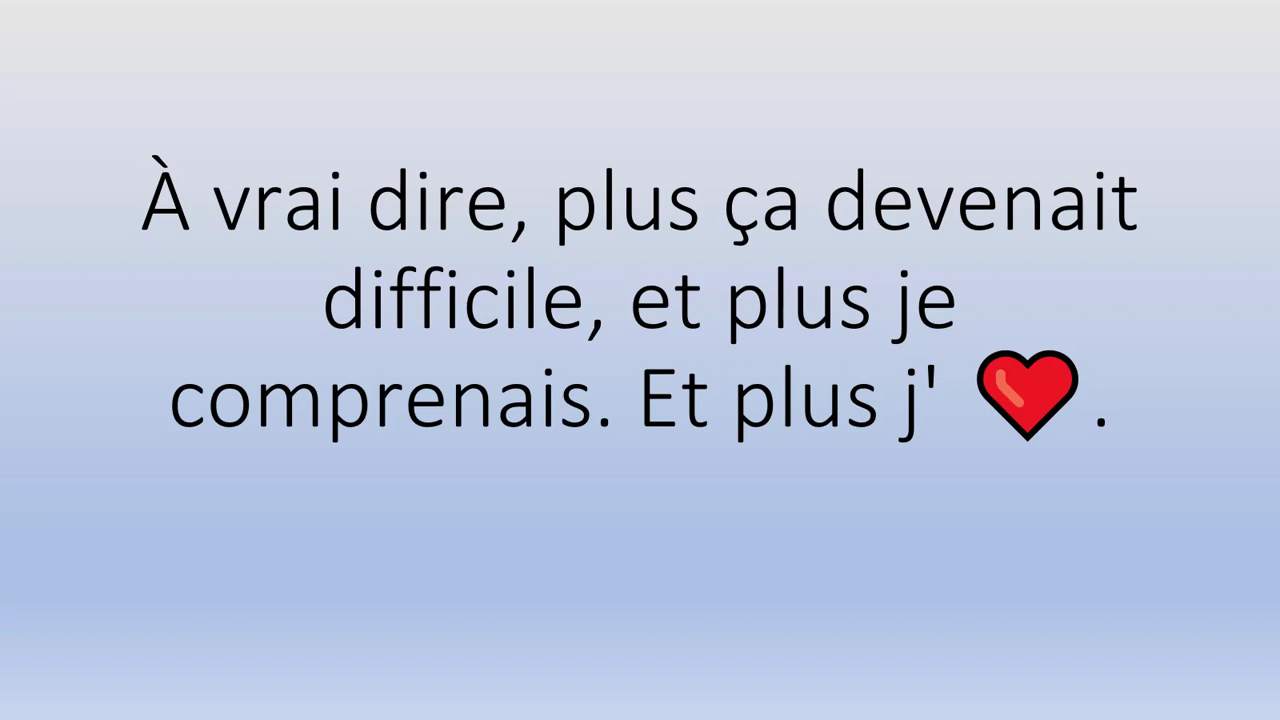 À vrai dire, plus ça devenait
difficile, et plus je
comprenais. Et plus j' ❤️ .